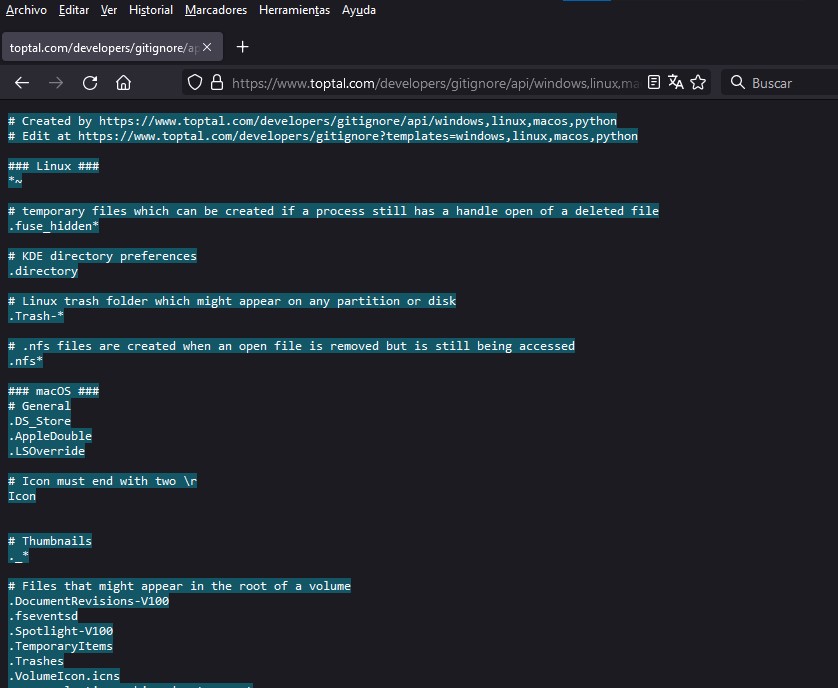 Archivo Editar Ver Historial Marcadores Herramientas Ayuda
toptal.com/developers/gitignore/ap
https://www.toptal.com/developers/gitignore/api/windows,linux,ma
Buscar
# Created by https://www.toptal.com/developers/gitignore/api/windows,linux,macos,python
# Edit at https://www.toptal.com/developers/gitignore?templates=windows,linux,macos,python
### Linux ###
*~
# temporary files which can be created if a process still has a handle open of a deleted file
.fuse_hidden*
# KDE directory preferences
.directory
# Linux trash folder which might appear on any partition or disk
.Trash-*
# .nfs files are created when an open file is removed but is still being accessed
.nfs*
### macOS ###
# General
.DS_Store
.AppleDouble
.LSOverride
# Icon must end with two \r
Icon
# Thumbnails
._*
# Files that might appear in the root of a volume
.DocumentRevisions-V100
.fseventsd
.Spotlight-V100
.TemporaryItems
.Trashes
.VolumeIcon.icns